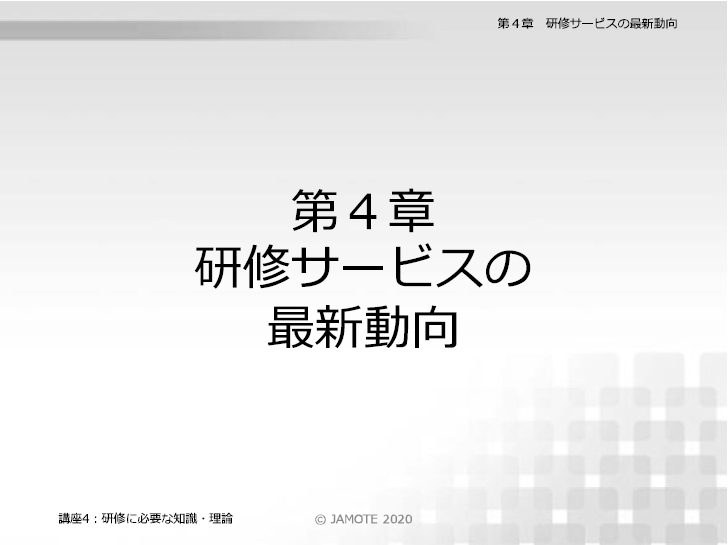 第４章　研修サービスの最新動向
第４章
研修サービスの
最新動向
講座4：研修に必要な知識・理論
© JAMOTE 2020